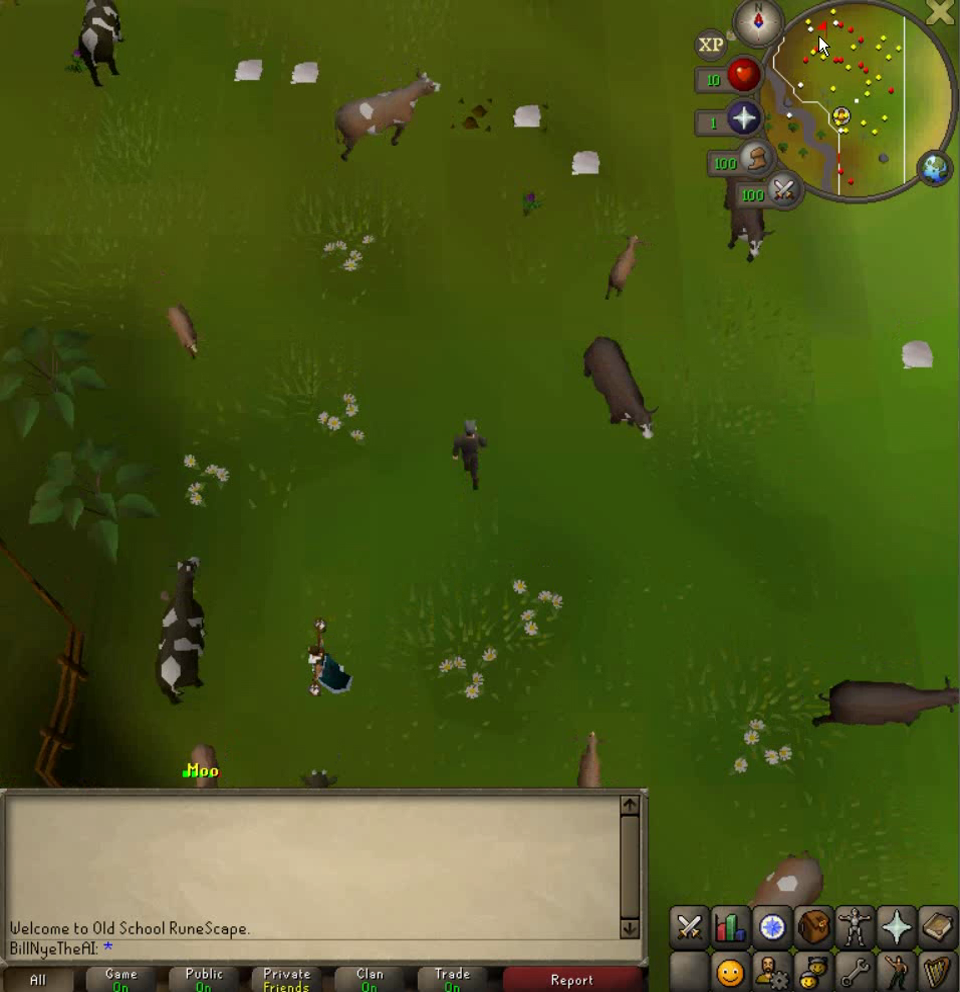 N
XP
10
1
100
100
Moo
Welcome to Old School RuneScape.
BillNyeTheAI: *
All
Game
On
Public
On
Private
Friends
Clan
On
Trade
On
Report